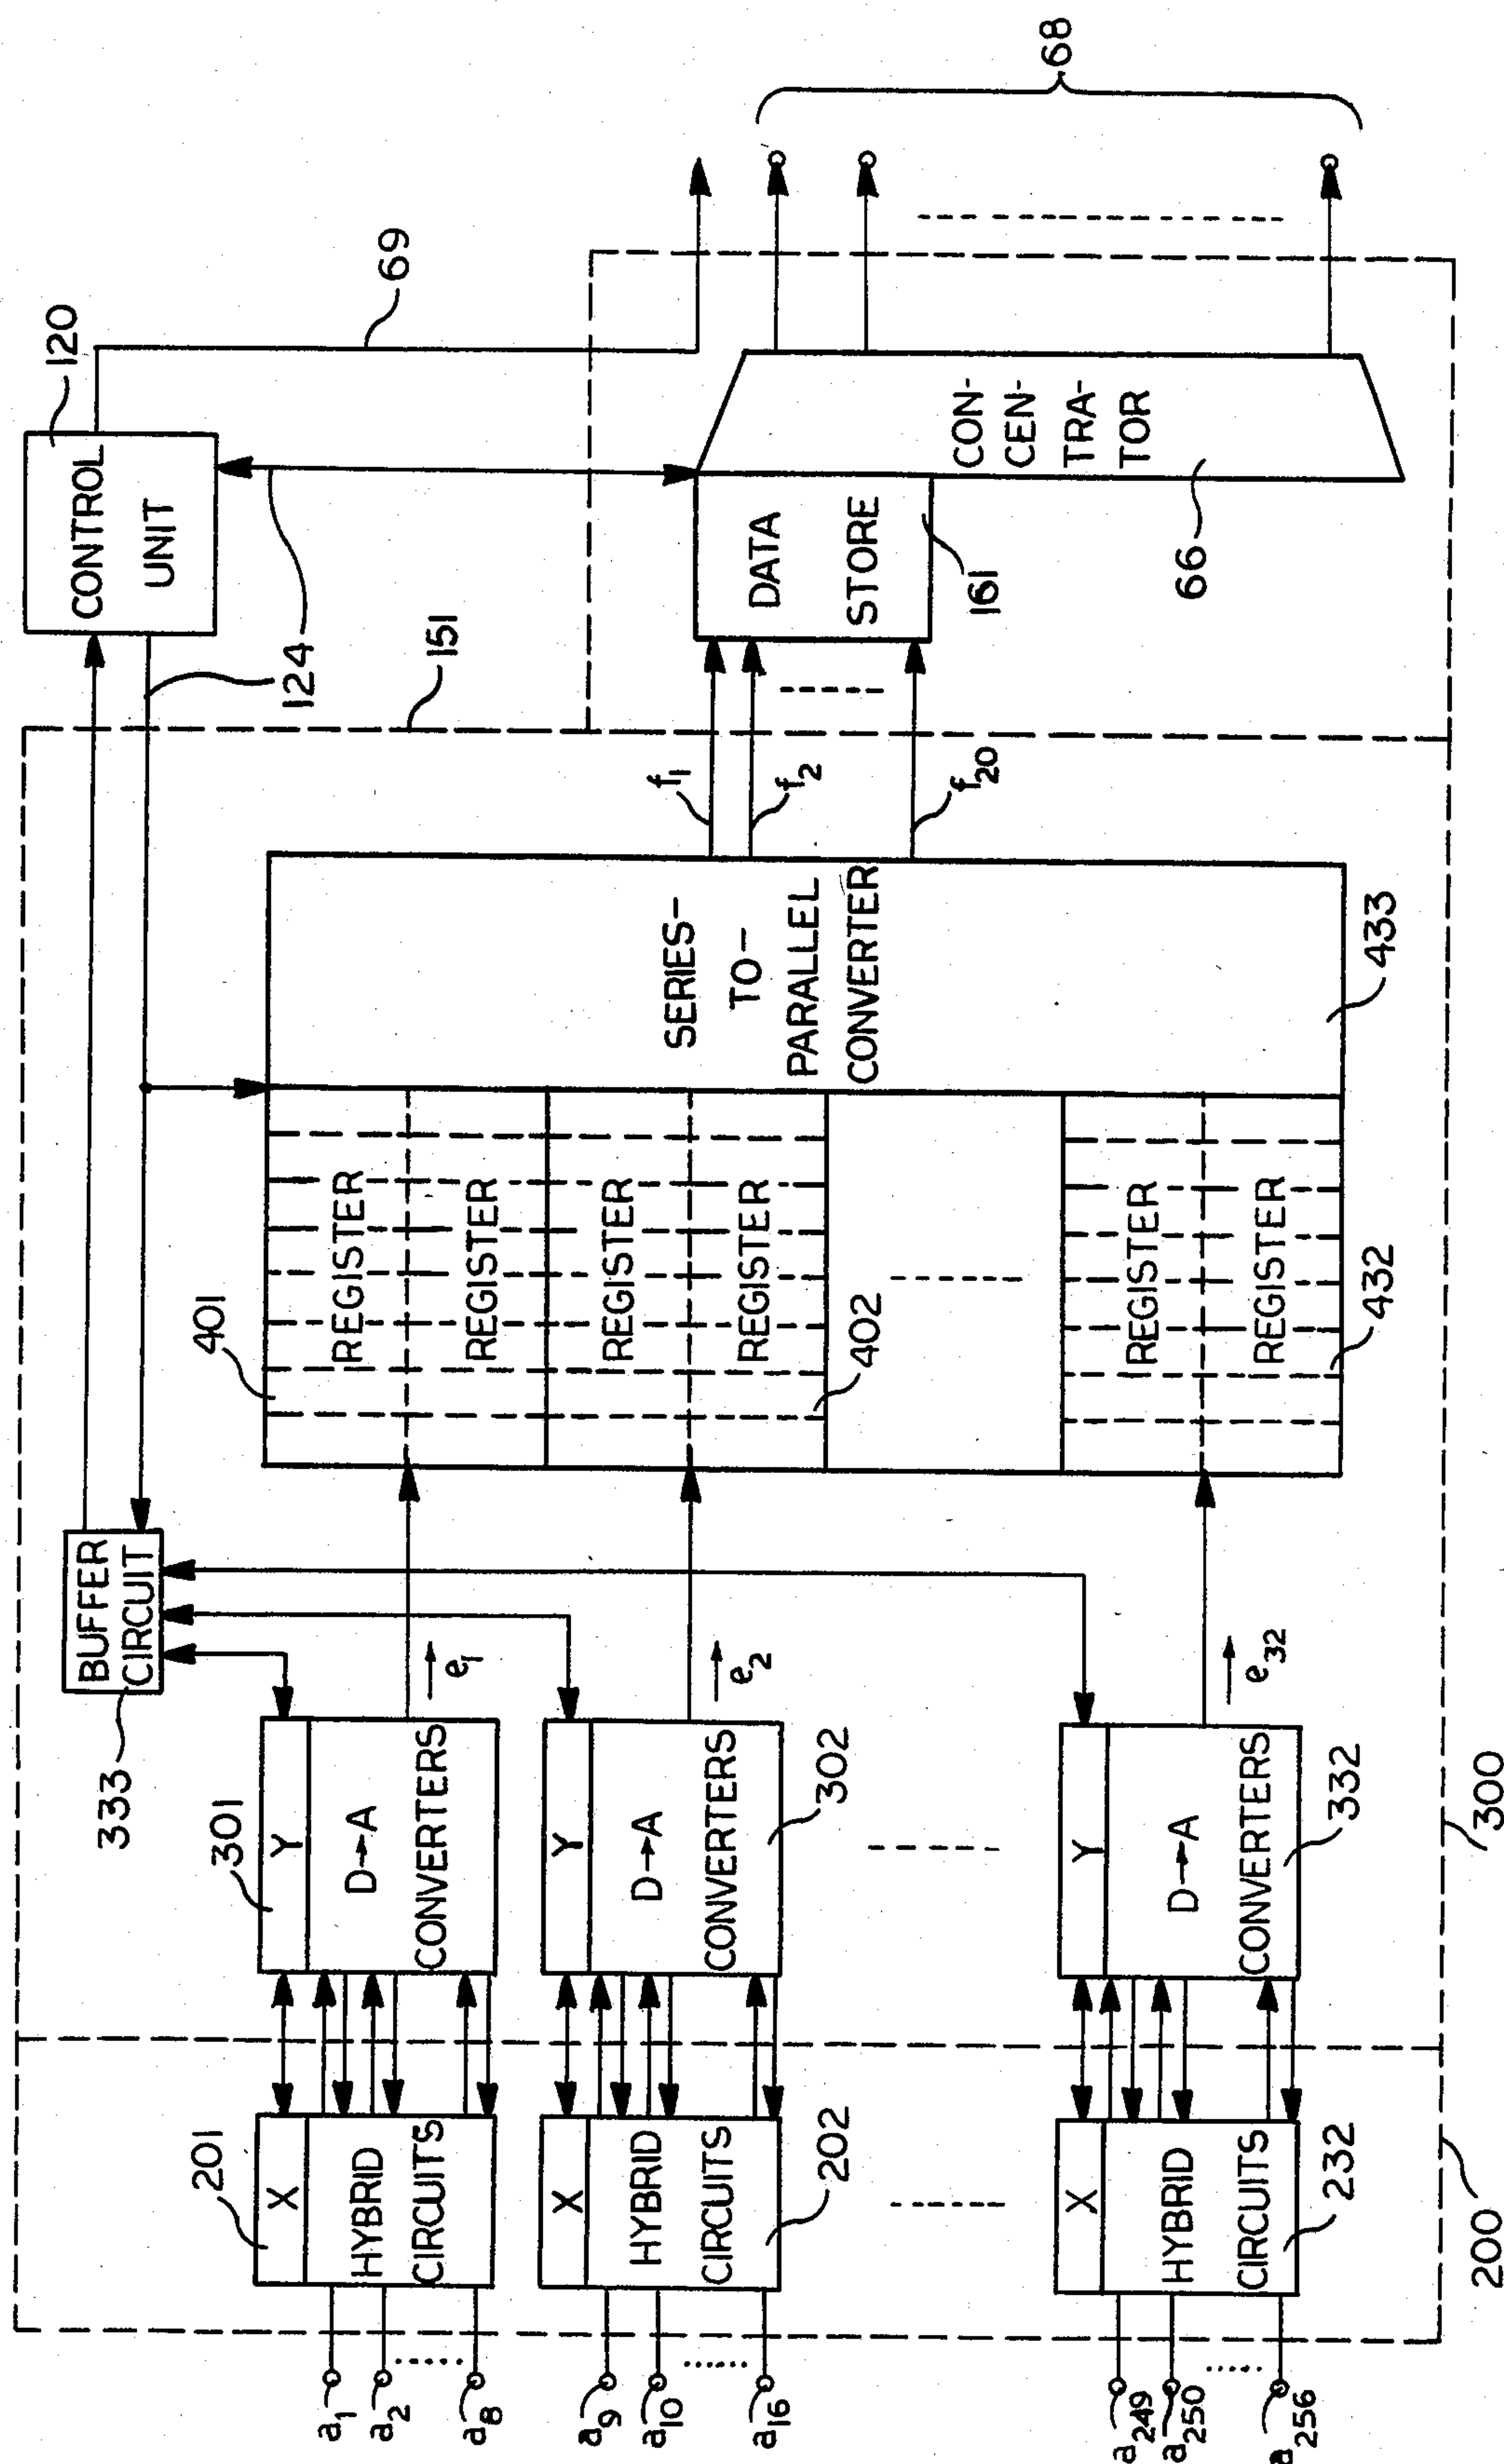 120
CONTROL
UNIT
69
68
124
151
BUFFER
CIRCUIT
333
401
REGISTER
REGISTER
REGISTER
REGISTER
402
REGISTER
REGISTER
432
SERIES-
TO-
PARALLEL
CONVERTER
433
f1
f2
f20
DATA
STORE
161
CON-
CEN-
TRA-
TOR
66
201
X
HYBRID
CIRCUITS
301
Y
D→A
CONVERTERS
e1
X
HYBRID
CIRCUITS
202
Y
D→A
CONVERTERS
302
e2
X
HYBRID
CIRCUITS
232
Y
D→A
CONVERTERS
332
e32
a1
a2
a8
a9
a10
a16
a249
a250
a256
200
300